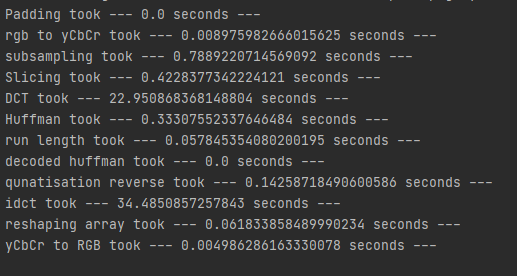 Padding took --- 0.0 seconds ---
rgb to yCbCr took --- 0.008975982666015625 seconds ---
subsampling took --- 0.7889220714569092 seconds ---
Slicing took --- 0.4228377342224121 seconds ---
DCT took --- 22.950868368148804 seconds ---
Huffman took --- 0.33307552337646484 seconds ---
run length took --- 0.057845354080200195 seconds ---
decoded huffman took --- 0.0 seconds ---
qunatisation reverse took --- 0.14258718490600586 seconds ---
idct took --- 34.4850857257843 seconds ---
reshaping array took --- 0.061833858489990234 seconds ---
yCbCr to RGB took --- 0.004986286163330078 seconds ---